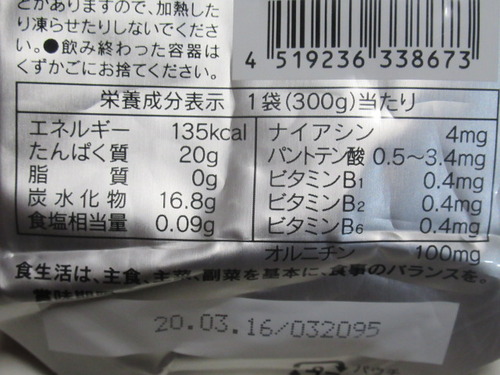 とがありますので、加熱した
り凍らせたりしないでくださ
い。●飲み終わった容器は
くずかごにお捨てください。
4 519236 338673
栄養成分表示 1袋(300g)当たり
エネルギー 135kcal
たんぱく質 20g
脂質 0g
炭水化物 16.8g
食塩相当量 0.09g
ナイアシン 4mg
パントテン酸 0.5~3.4mg
ビタミンB1 0.4mg
ビタミンB2 0.4mg
ビタミンB6 0.4mg
オルニチン 100mg
食生活は、主食、主菜、副菜を基本に、食事のバランスを。
賞味期限
20.03.16/032095
パウチ